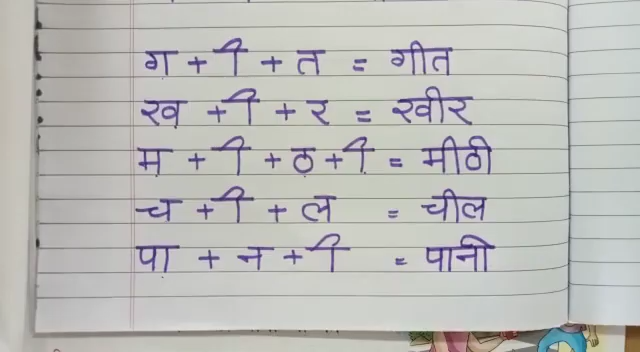 ग + ी + त = गीत
ख + ी + र = खीर
म + ी + ठ + ी = मीठी
च + ी + ल = चील
पा + न + ी = पानी